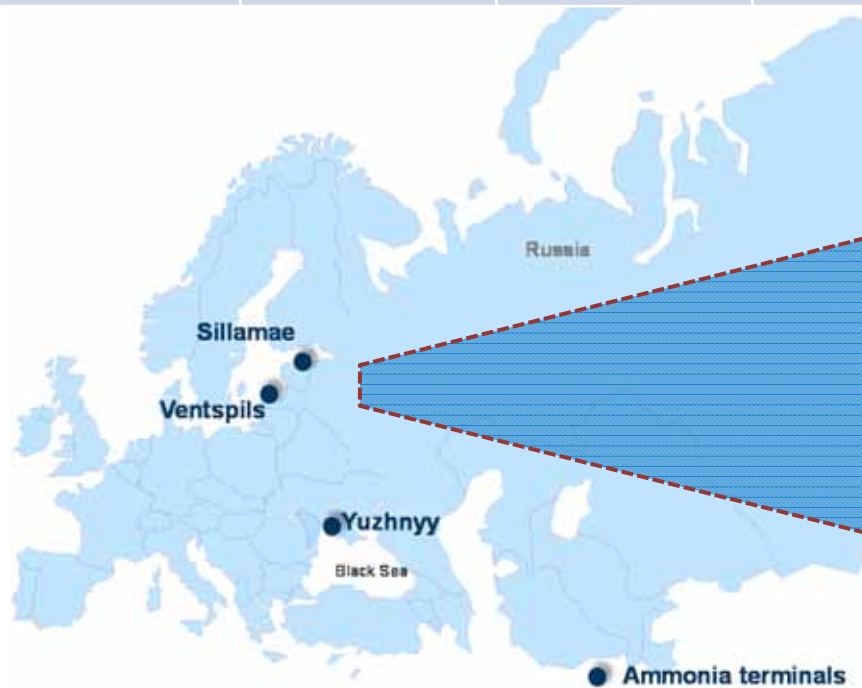 Russia
Sillamae
Ventspils
Yuzhnyy
Black Sea
Ammonia terminals